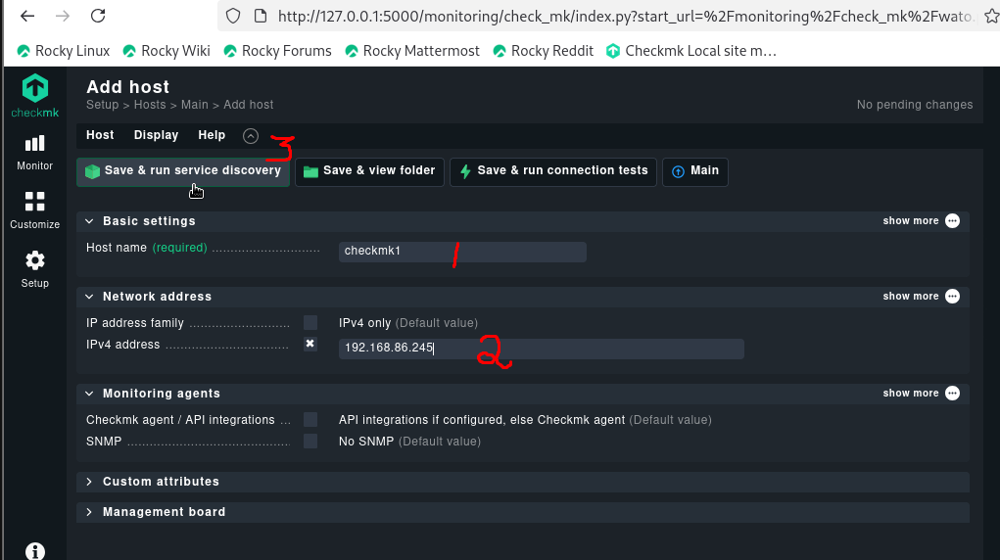 http://127.0.0.1:5000/monitoring/check_mk/index.py?start_url=%2Fmonitoring%2Fcheck_mk%2Fwato.
Rocky Linux Rocky Wiki Rocky Forums Rocky Mattermost Rocky Reddit Checkmk Local site m…
checkmk
Monitor
Customize
Setup
Add host
Setup > Hosts > Main > Add host
No pending changes
Host Display Help
3
Save & run service discovery Save & view folder Save & run connection tests Main
Basic settings show more
Host name (required) checkmk1 1
Network address show more
IP address family IPv4 only (Default value)
IPv4 address 192.168.86.245 2
Monitoring agents show more
Checkmk agent / API integrations ... API integrations if configured, else Checkmk agent (Default value)
SNMP No SNMP (Default value)
Custom attributes
Management board